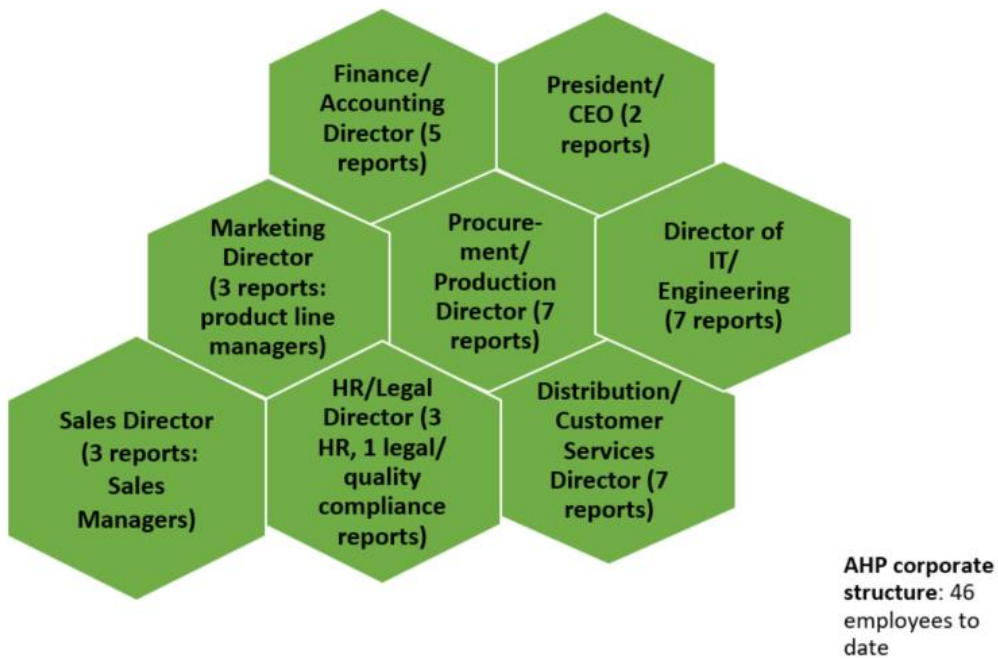 Finance/
Accounting
Director (5
reports)
President/
CEO (2
reports)
Marketing
Director
(3 reports:
product line
managers)
Procure-
ment/
Production
Director (7
reports)
Director of
IT/
Engineering
(7 reports)
Sales Director
(3 reports:
Sales
Managers)
HR/Legal
Director (3
HR, 1 legal/
quality
compliance
reports)
Distribution/
Customer
Services
Director (7
reports)
AHP corporate
structure: 46
employees to
date